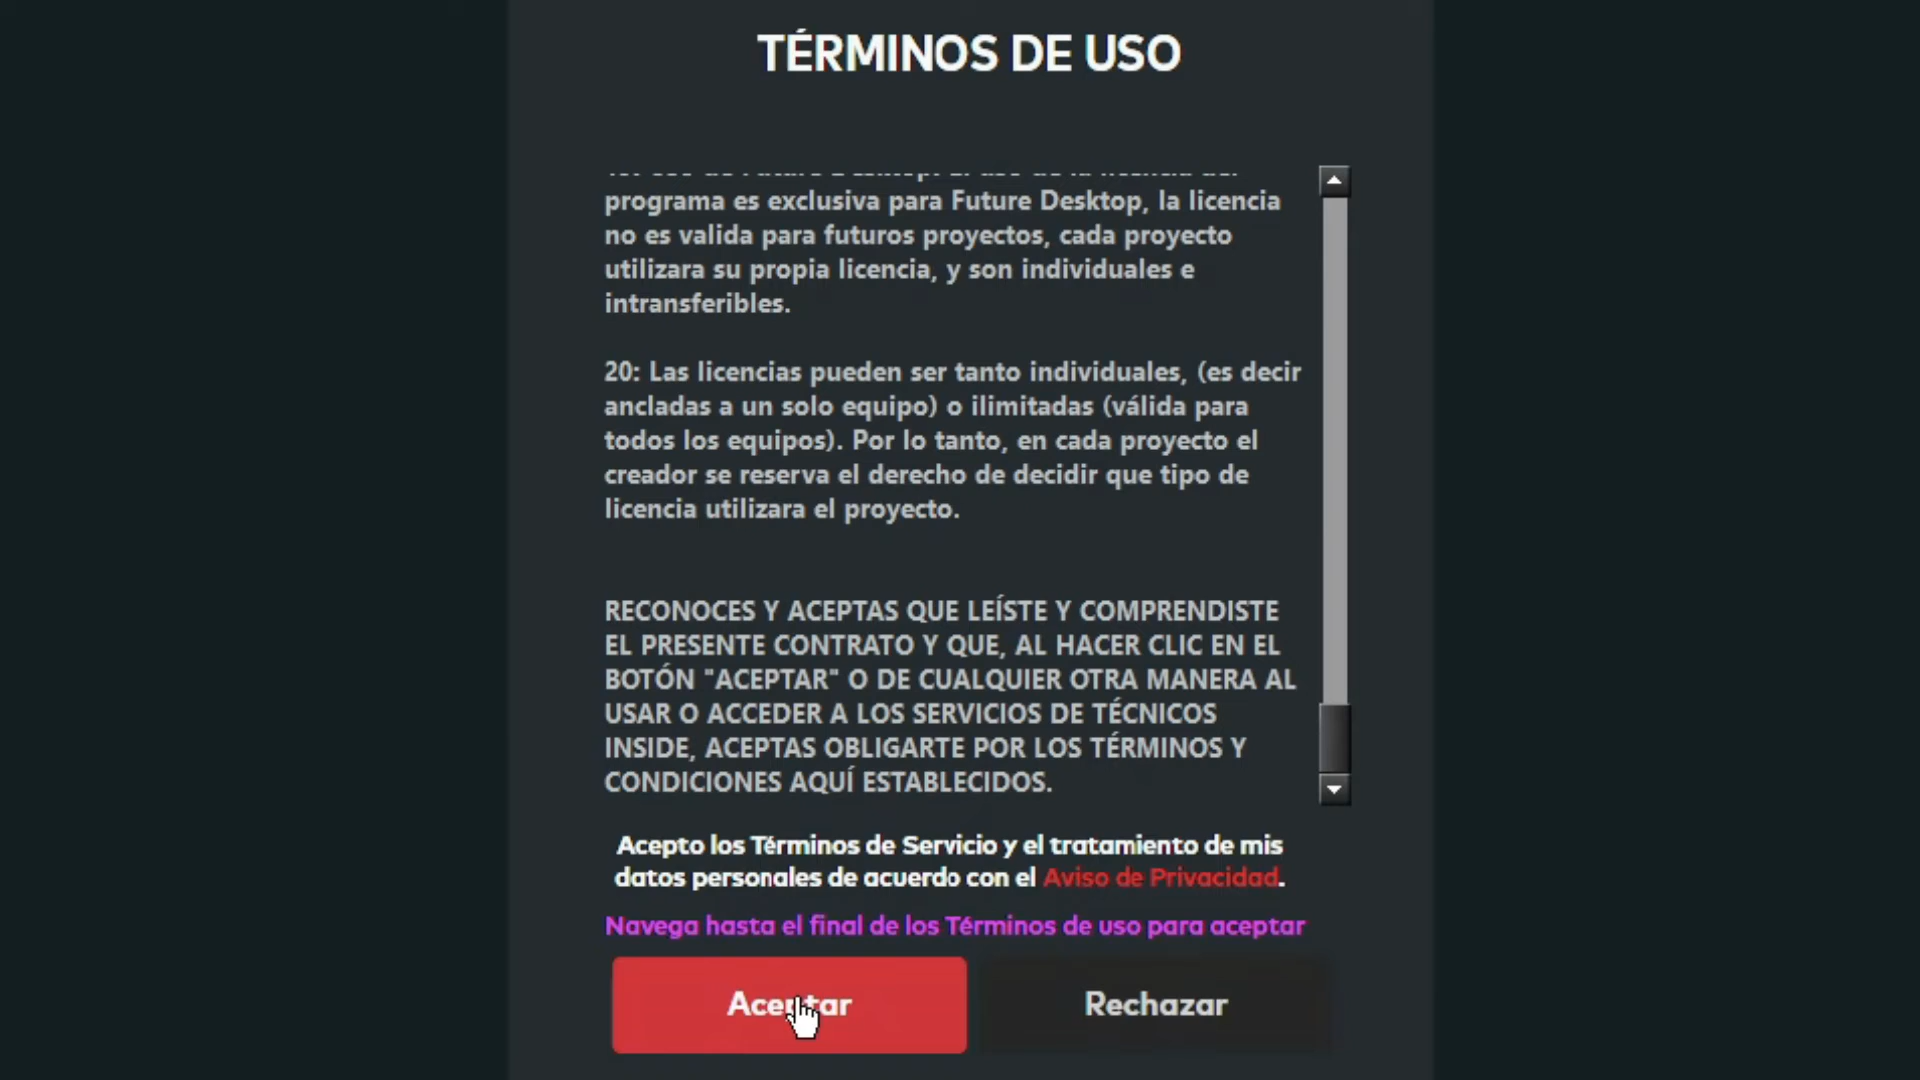 TÉRMINOS DE USO
programa es exclusiva para Future Desktop, la licencia
no es valida para futuros proyectos, cada proyecto
utilizara su propia licencia, y son individuales e
intransferibles.
20: Las licencias pueden ser tanto individuales, (es decir
ancladas a un solo equipo) o ilimitadas (válida para
todos los equipos). Por lo tanto, en cada proyecto el
creador se reserva el derecho de decidir que tipo de
licencia utilizara el proyecto.
RECONOCES Y ACEPTAS QUE LEÍSTE Y COMPRENDISTE
EL PRESENTE CONTRATO Y QUE, AL HACER CLIC EN EL
BOTÓN "ACEPTAR" O DE CUALQUIER OTRA MANERA AL
USAR O ACCEDER A LOS SERVICIOS DE TÉCNICOS
INSIDE, ACEPTAS OBLIGARTE POR LOS TÉRMINOS Y
CONDICIONES AQUÍ ESTABLECIDOS.
Acepto los Términos de Servicio y el tratamiento de mis
datos personales de acuerdo con el Aviso de Privacidad.
Navega hasta el final de los Términos de uso para aceptar
Aceptar
Rechazar